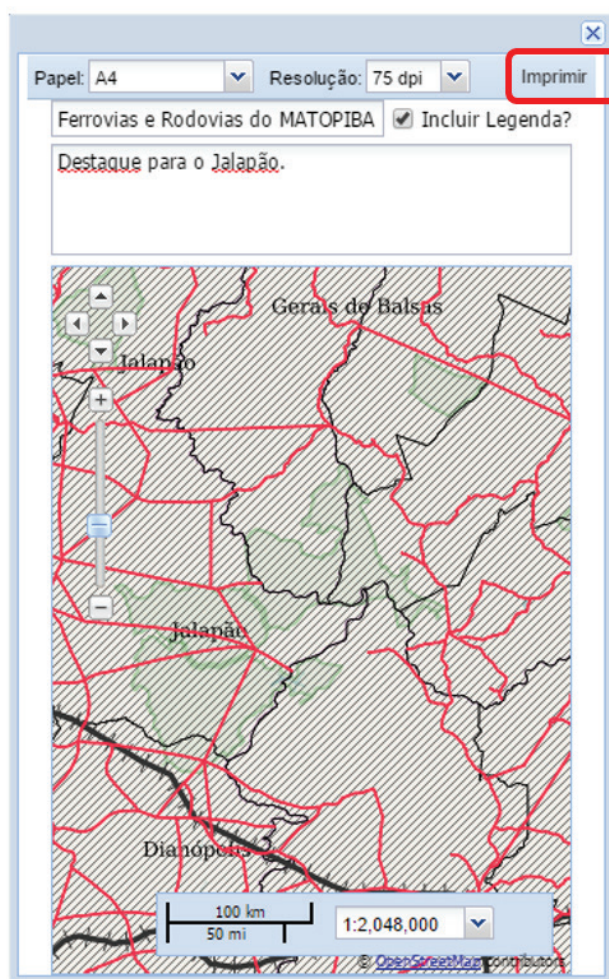 Papel: A4 Resolução: 75 dpi Imprimir
Ferrovias e Rodovias do MATOPIBA Incluir Legenda?
Destaque para o Jalapão.
Gerais de Balsas
Jalapão
Jalapão
Dianópolis
100 km
50 mi
1:2,048,000
© OpenStreetMap contributors